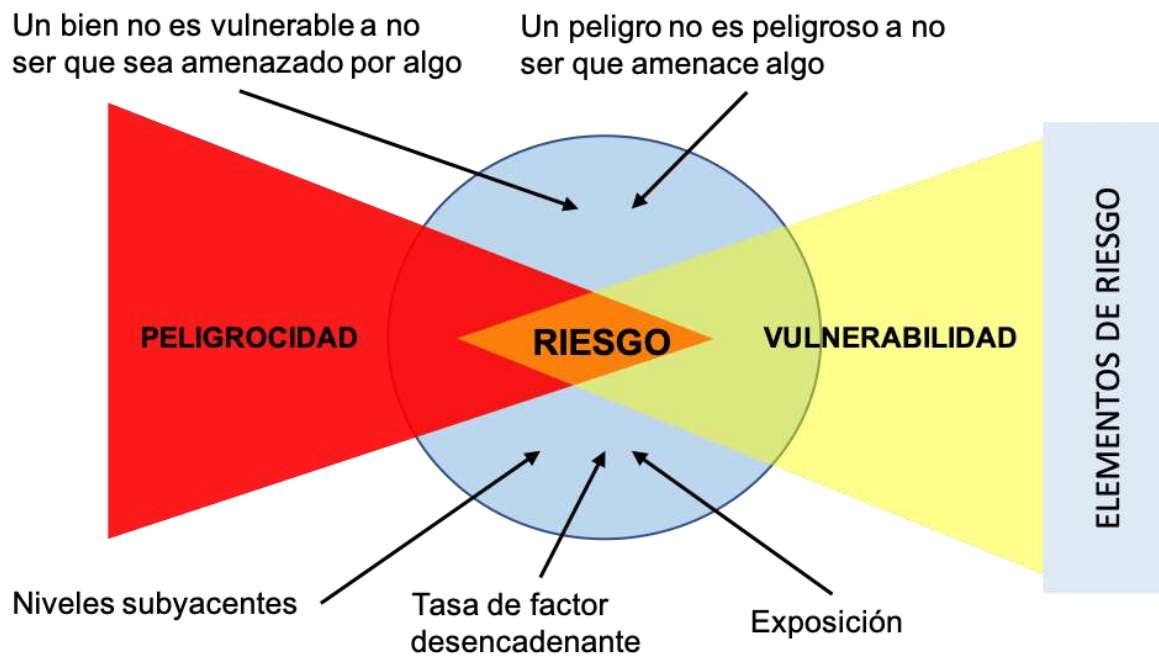 Un bien no es vulnerable a no
ser que sea amenazado por algo
Un peligro no es peligroso a no
ser que amenace algo
PELIGROCIDAD
RIESGO
VULNERABILIDAD
ELEMENTOS DE RIESGO
Niveles subyacentes
Tasa de factor
desencadenante
Exposición